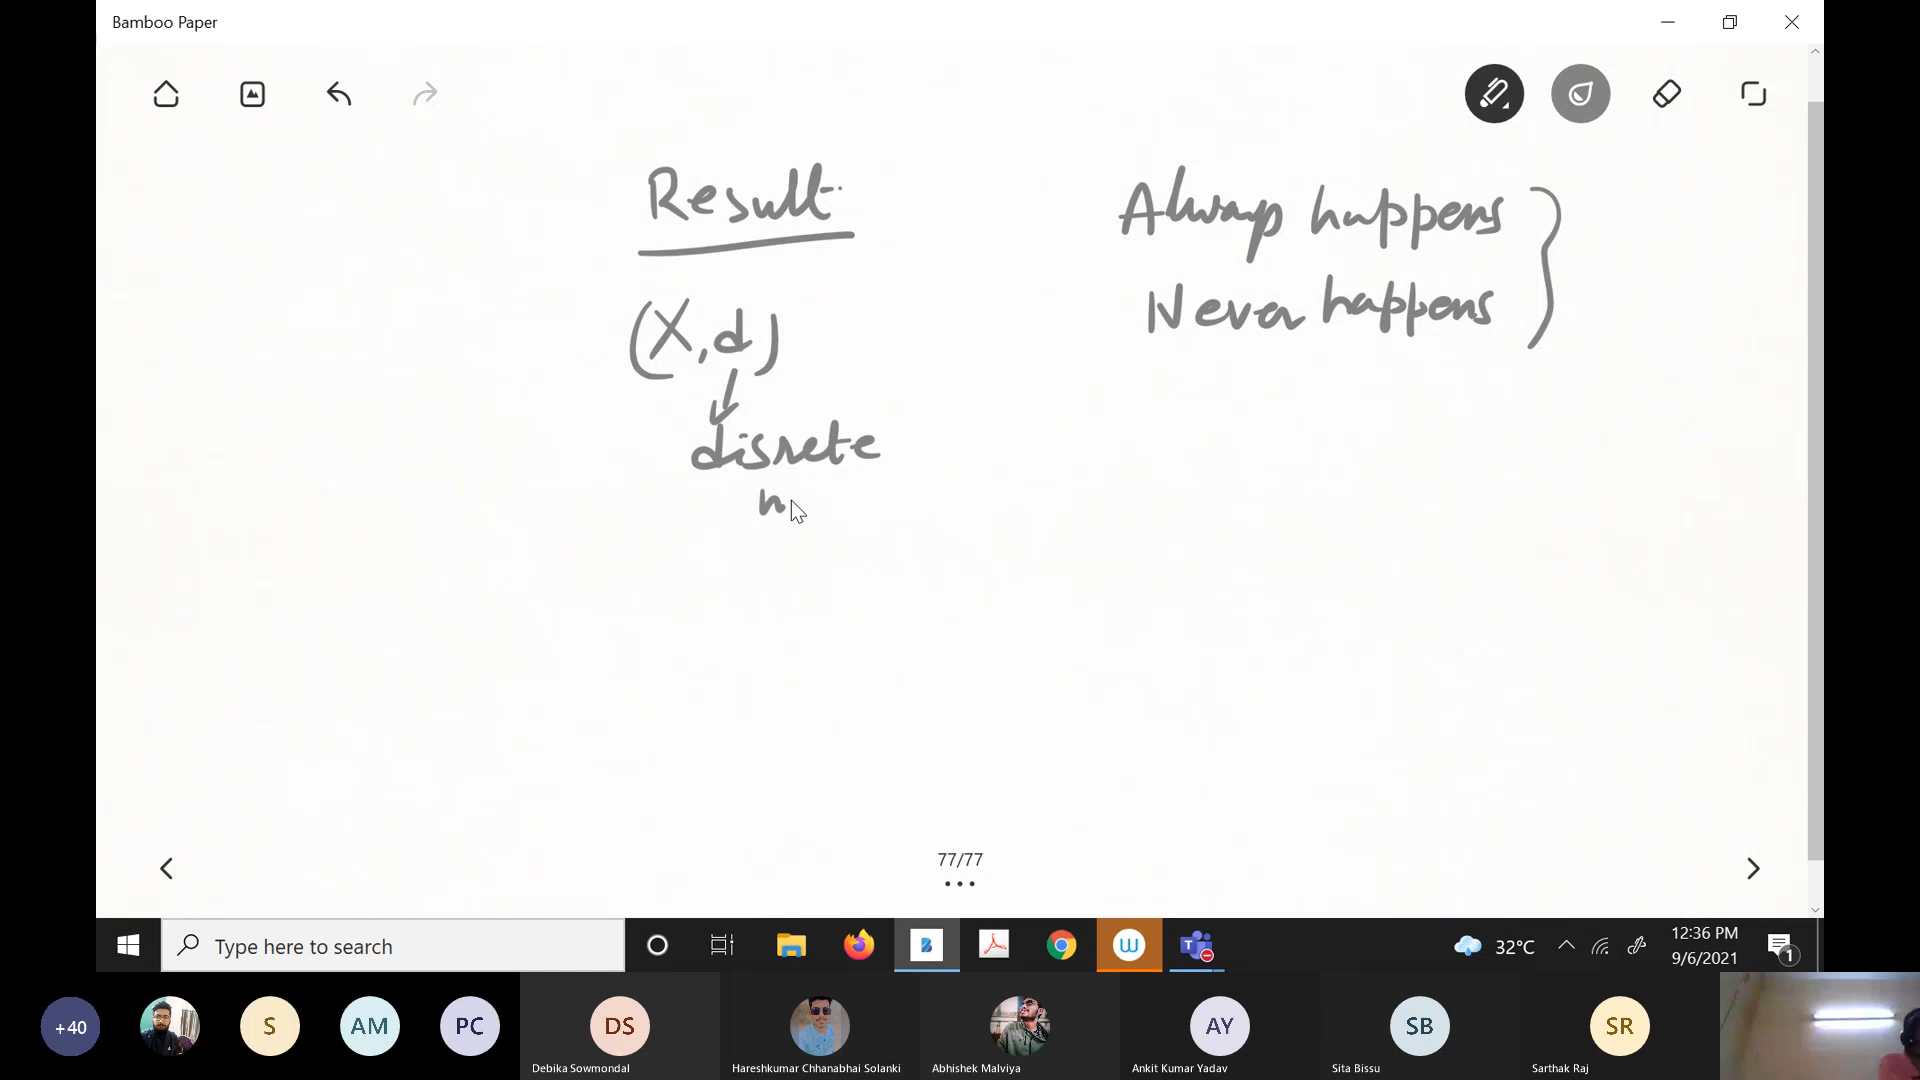 Bamboo Paper
Result
Always happens
Never happens
(X, d)
disrete
m
77/77
Type here to search
32°C
12:36 PM
9/6/2021
1
+40
S
AM
PC
DS
AY
SB
SR
Debika Sowmondal
Hareshkumar Chhanabhai Solanki
Abhishek Malviya
Ankit Kumar Yadav
Sita Bissu
Sarthak Raj